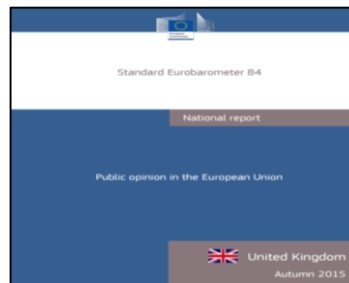 Standard Eurobarometer 84
National report
Public opinion in the European Union
United Kingdom
Autumn 2015